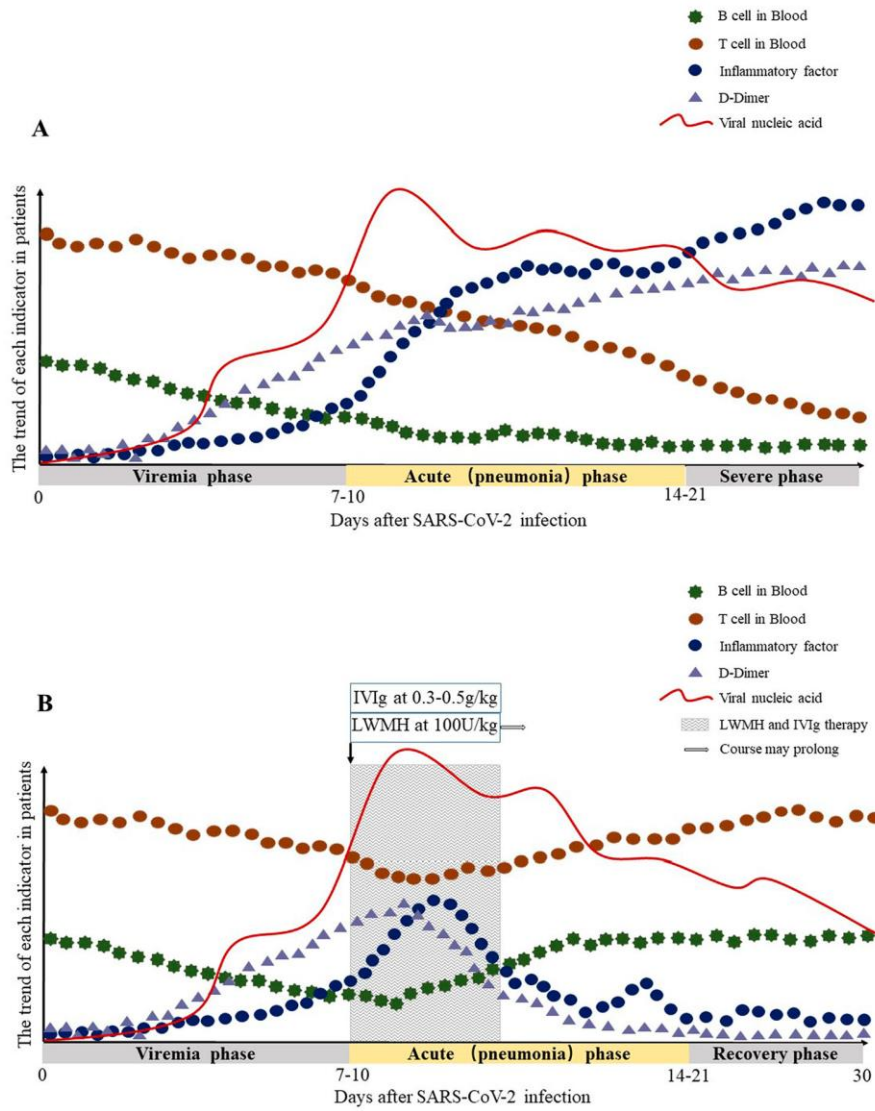 B cell in Blood
T cell in Blood
Inflammatory factor
D-Dimer
Viral nucleic acid
A
The trend of each indicator in patients
Viremia phase
Acute (pneumonia) phase
Severe phase
0
7-10
14-21
Days after SARS-CoV-2 infection
B cell in Blood
T cell in Blood
Inflammatory factor
D-Dimer
Viral nucleic acid
LWMH and IVIg therapy
Course may prolong
B
IVIg at 0.3-0.5g/kg
LWMH at 100U/kg
The trend of each indicator in patients
Viremia phase
Acute (pneumonia) phase
Recovery phase
0
7-10
14-21
30
Days after SARS-CoV-2 infection